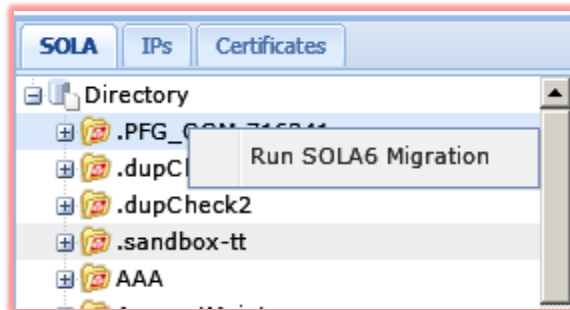 SOLA IPs Certificates
Directory
Run SOLA6 Migration
.dupCheck2
.sandbox-tt
AAA